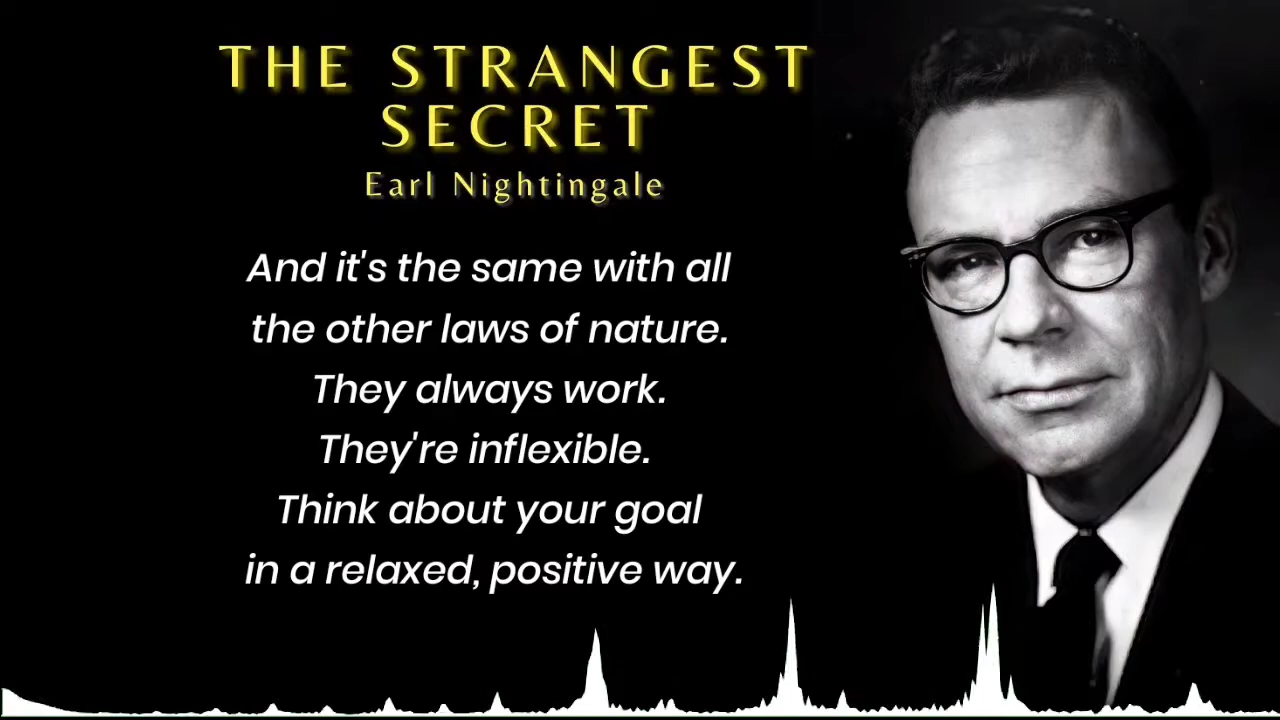 THE STRANGEST
SECRET
Earl Nightingale
And it's the same with all
the other laws of nature.
They always work.
They're inflexible.
Think about your goal
in a relaxed, positive way.